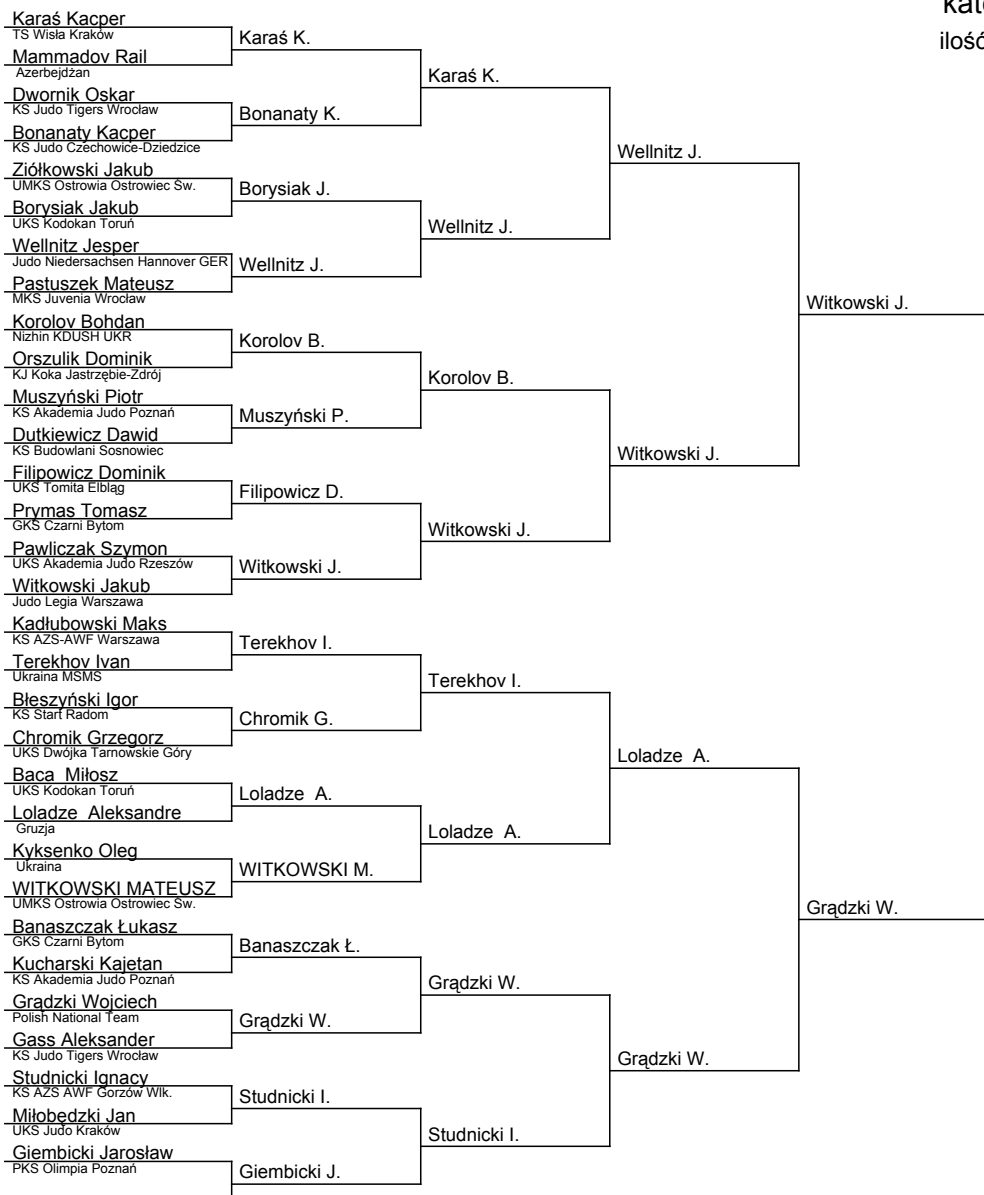 Karaś Kacper
TS Wisła Kraków
Mammadov Rail
Azerbejdżan
Dwornik Oskar
KS Judo Tigers Wrocław
Bonanaty Kacper
KS Judo Czechowice-Dziedzice
Ziółkowski Jakub
UMKS Ostrovia Ostrowiec Św.
Borysiak Jakub
UKS Kodokan Toruń
Wellnitz Jesper
Judo Niedersachsen Hannover GER
Pastuszek Mateusz
MKS Juvenia Wrocław
Korolov Bohdan
Nizhin KDUSH UKR
Orszulik Dominik
KJ Koka Jastrzębie-Zdrój
Muszyński Piotr
KS Akademia Judo Poznań
Dutkiewicz Dawid
KS Budowlani Sosnowiec
Filipowicz Dominik
UKS Tomita Elbląg
Prymas Tomasz
GKS Czarni Bytom
Pawliczak Szymon
UKS Akademia Judo Rzeszów
Witkowski Jakub
Judo Legia Warszawa
Kadłubowski Maks
KS AZS-AWF Warszawa
Terekhov Ivan
Ukraina MSMS
Błeszyński Igor
KS Start Radom
Chromik Grzegorz
UKS Dwójka Tarnowskie Góry
Baca Miłosz
UKS Kodokan Toruń
Loladze Aleksandre
Gruzja
Kyksenko Oleg
Ukraina
WITKOWSKI MATEUSZ
UMKS Ostrovia Ostrowiec Św.
Banaszczak Łukasz
GKS Czarni Bytom
Kucharski Kajetan
KS Akademia Judo Poznań
Grądzki Wojciech
Polish National Team
Gass Aleksander
KS Judo Tigers Wrocław
Studnicki Ignacy
KS AZS AWF Gorzów Wlk.
Miłobędzki Jan
UKS Judo Kraków
Giembicki Jarosław
PKS Olimpia Poznań
Karaś K.
Bonanaty K.
Borysiak J.
Wellnitz J.
Korolov B.
Muszyński P.
Filipowicz D.
Witkowski J.
Terekhov I.
Chromik G.
Loladze A.
WITKOWSKI M.
Banaszczak Ł.
Grądzki W.
Studnicki I.
Giembicki J.
Karaś K.
Wellnitz J.
Korolov B.
Witkowski J.
Terekhov I.
Loladze A.
Grądzki W.
Studnicki I.
Wellnitz J.
Witkowski J.
Loladze A.
Grądzki W.
Witkowski J.
Grądzki W.
ilość